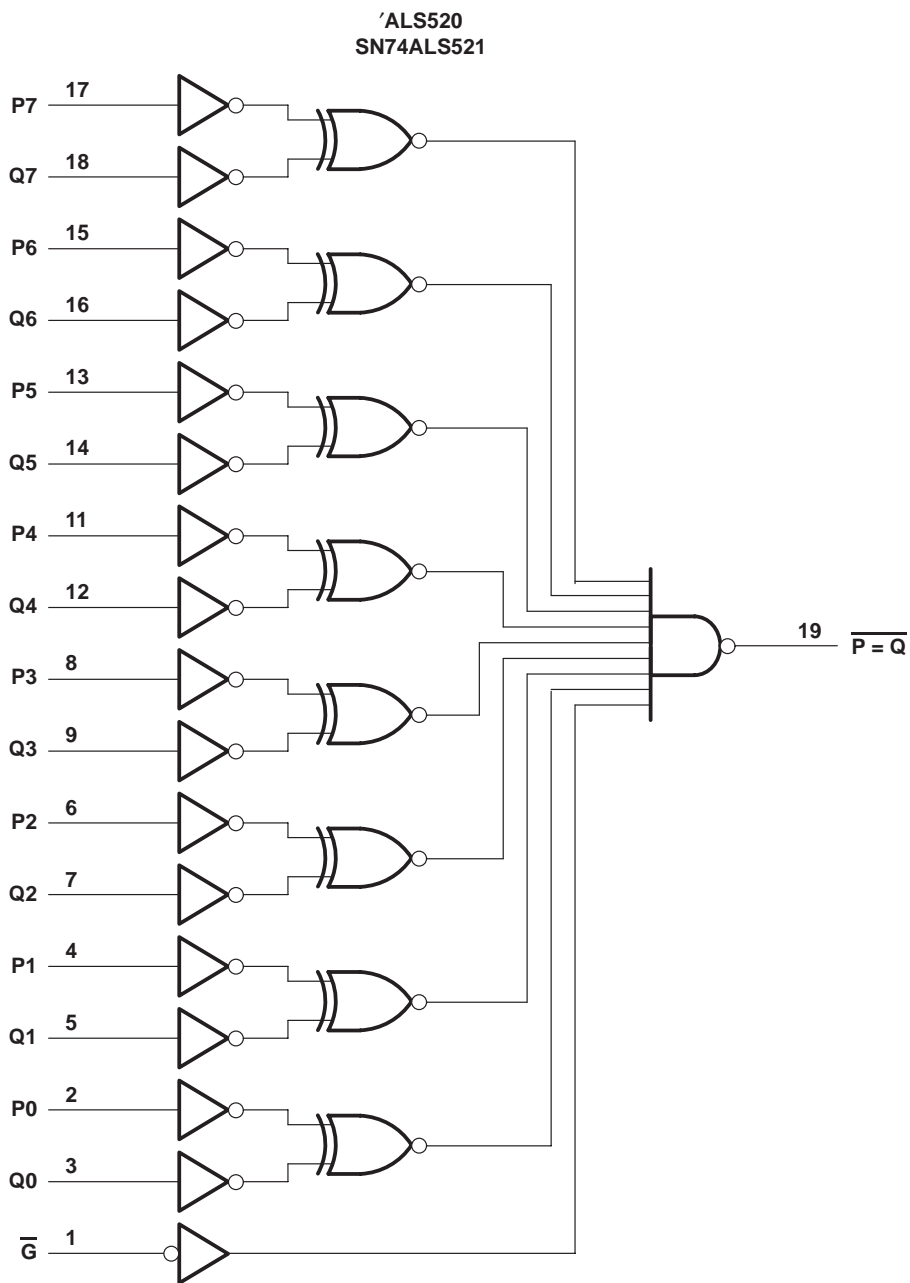 ′ALS520
SN74ALS521
P7 17
Q7 18
P6 15
Q6 16
P5 13
Q5 14
P4 11
Q4 12
P3 8
Q3 9
19 P = Q
P2 6
Q2 7
P1 4
Q1 5
P0 2
Q0 3
G 1